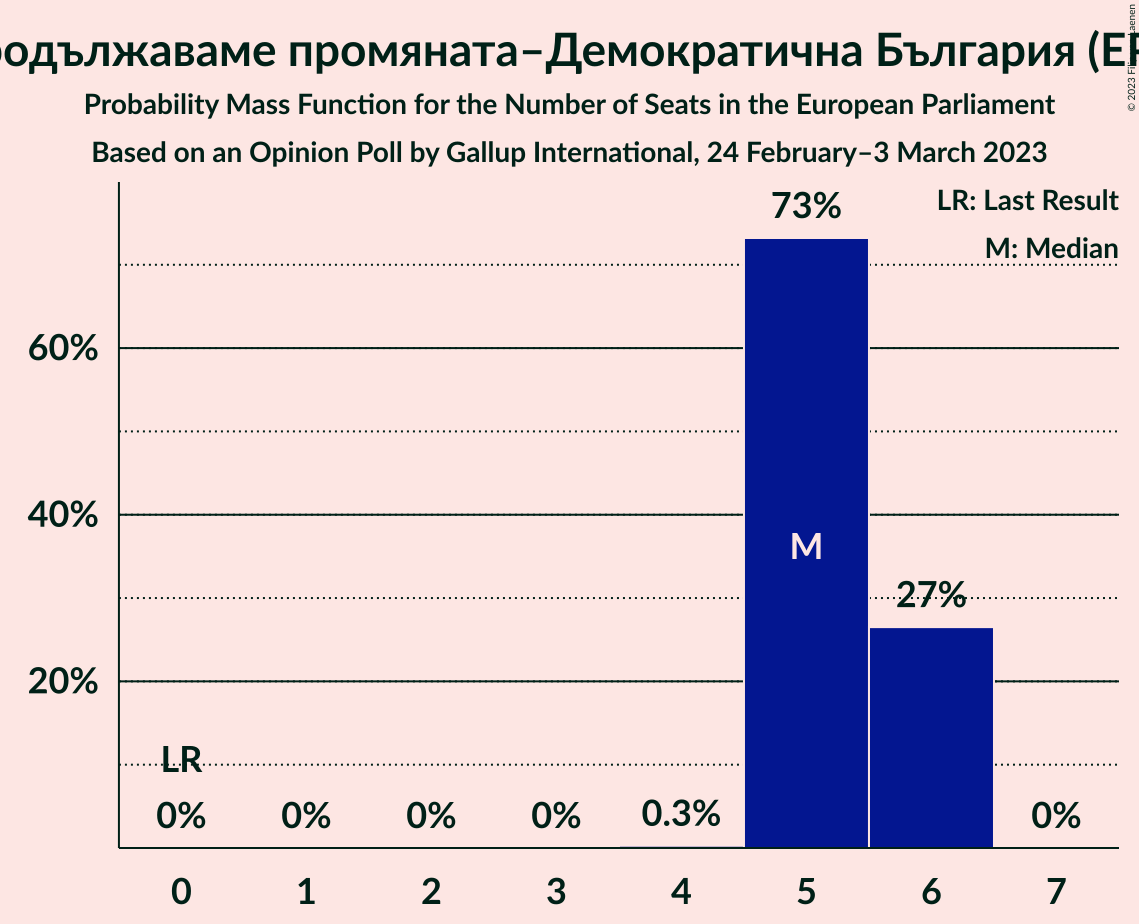 одължаваме промяната–Демократична България
Probability Mass Function for the Number of Seats in the European Parliament
Based on an Opinion Poll by Gallup International, 24 February–3 March 2023
LR: Last Result
M: Median
73%
60%
40%
M
27%
20%
LR
0% 0% 0% 0% 0.3% 0%
0 1 2 3 4 5 6 7
© 2023